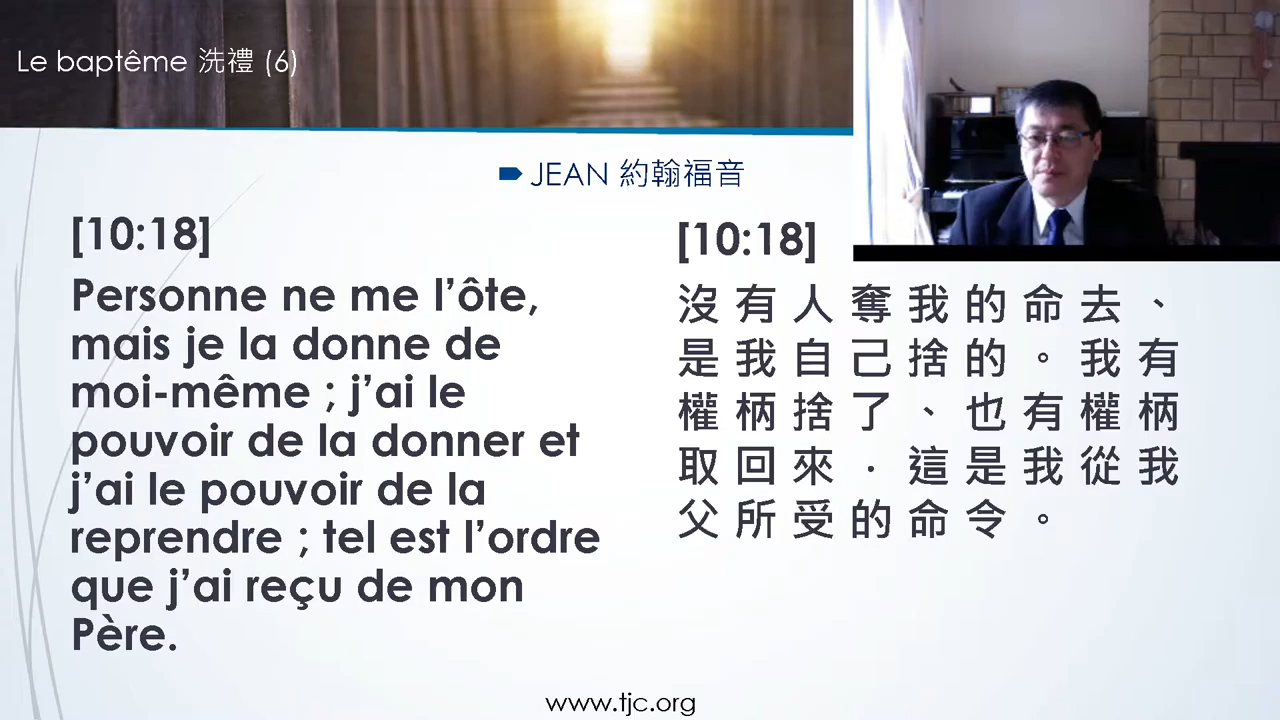 Le baptême 洗禮 (6)
JEAN 約翰福音
[10:18]
Personne ne me l’ôte,
mais je la donne de
moi-même ; j’ai le
pouvoir de la donner et
j’ai le pouvoir de la
reprendre ; tel est l’ordre
que j’ai reçu de mon
Père.
[10:18]
沒有人奪我的命去、
是我自己捨的。我有
權柄捨了、也有權柄
取回來．這是我從我
父所受的命令。
www.tjc.org